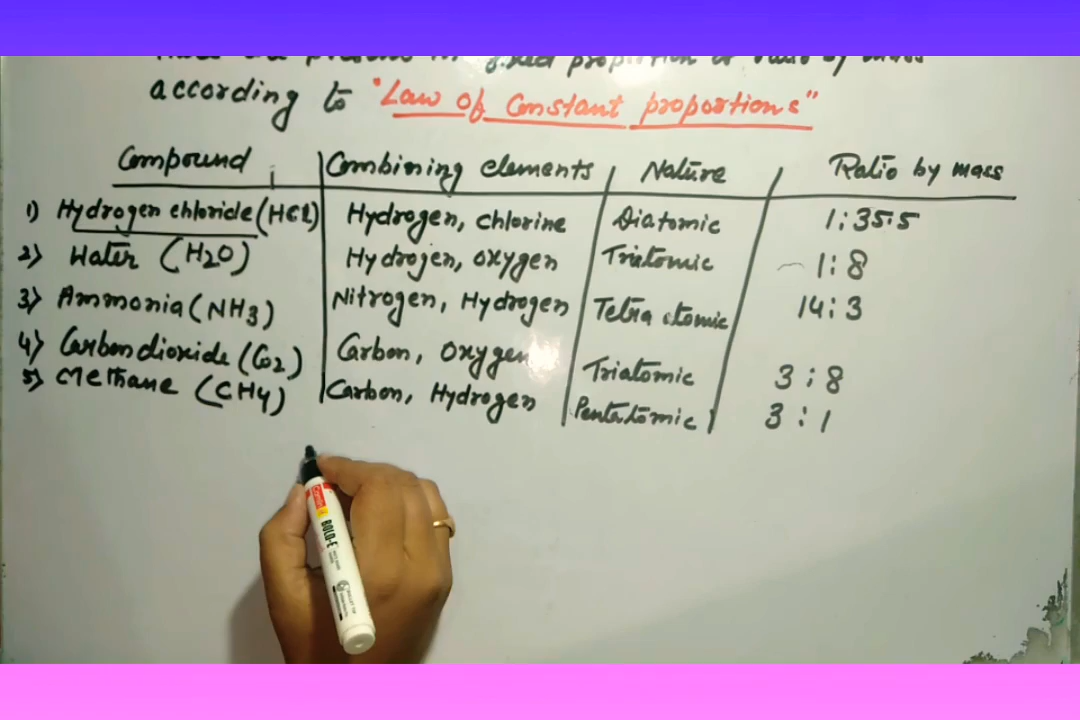 according to "Law of Constant proportions"
Compound Combining elements Nature Ratio by mass
1) Hydrogen chloride (HCl) Hydrogen, chlorine Diatomic 1:35.5
2) Water (H2O) Hydrogen, oxygen Triatomic 1:8
3) Ammonia (NH3) Nitrogen, Hydrogen Tetra atomic 14:3
4) Carbondioxide (CO2) Carbon, Oxygen Triatomic 3:8
5) Methane (CH4) Carbon, Hydrogen Pentatomic 3:1
BOLD-E